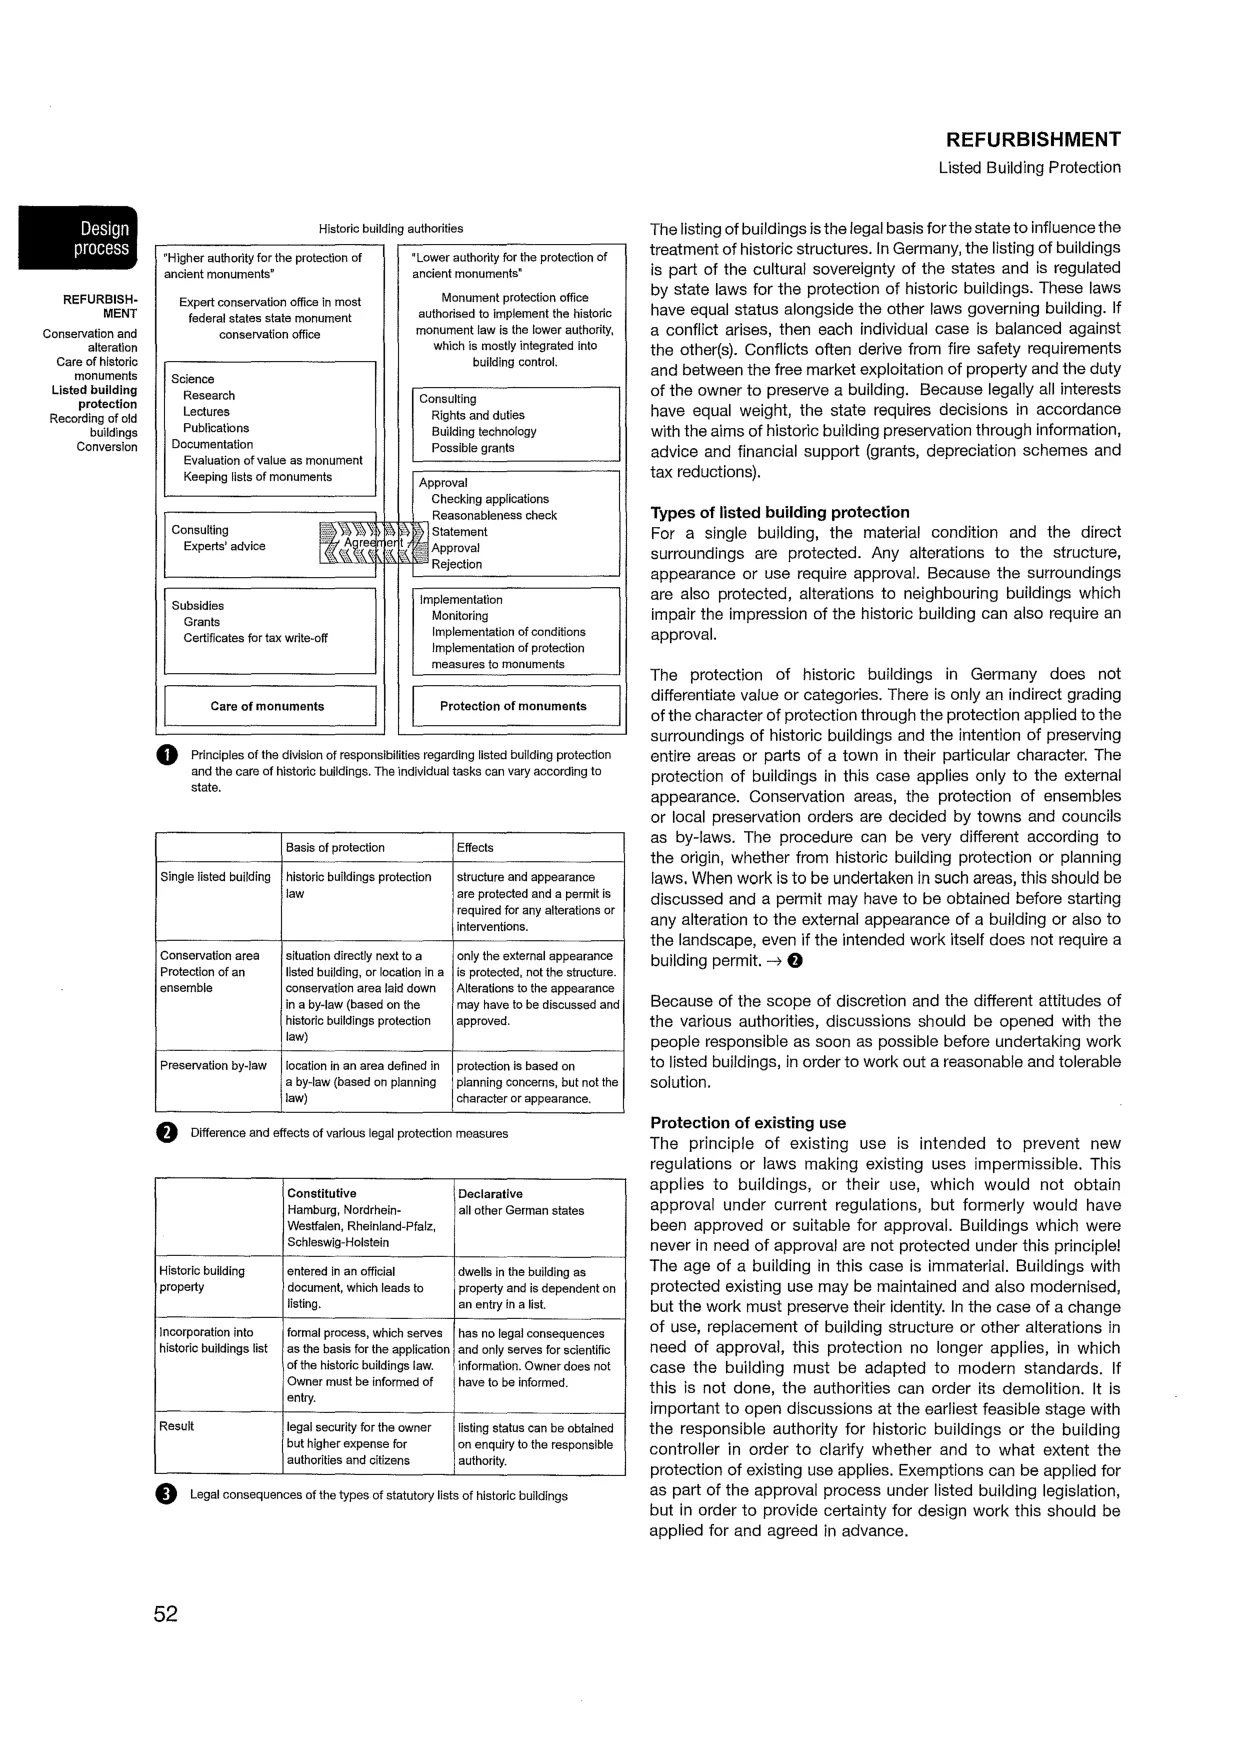 REFURBISHMENT
Listed Building Protection
Design
process
REFURBISH-
MENT
Conservation and
alteration
Care of historic
monuments
Listed building
protection
Recording of old
buildings
Conversion
Historic building authorities
"Higher authority for the protection of
ancient monuments"
Expert conservation office in most
federal states state monument
conservation office
Science
Research
Lectures
Publications
Documentation
Evaluation of value as monument
Keeping lists of monuments
Consulting
Experts' advice
Agreement
Subsidies
Grants
Certificates for tax write-off
Care of monuments
"Lower authority for the protection of
ancient monuments"
Monument protection office
authorised to implement the historic
monument law is the lower authority,
which is mostly integrated into
building control.
Consulting
Rights and duties
Building technology
Possible grants
Approval
Checking applications
Reasonableness check
Statement
Approval
Rejection
Implementation
Monitoring
Implementation of conditions
Implementation of protection
measures to monuments
Protection of monuments
1 Principles of the division of responsibilities regarding listed building protection
and the care of historic buildings. The individual tasks can vary according to
state.
Basis of protection
Effects
Single listed building
historic buildings protection
law
structure and appearance
are protected and a permit is
required for any alterations or
interventions.
Conservation area
Protection of an
ensemble
situation directly next to a
listed building, or location in a
conservation area laid down
in a by-law (based on the
historic buildings protection
law)
only the external appearance
is protected, not the structure.
Alterations to the appearance
may have to be discussed and
approved.
Preservation by-law
location in an area defined in
a by-law (based on planning
law)
protection is based on
planning concerns, but not the
character or appearance.
2 Difference and effects of various legal protection measures
Constitutive
Hamburg, Nordrhein-
Westfalen, Rheinland-Pfalz,
Schleswig-Holstein
Declarative
all other German states
Historic building
property
entered in an official
document, which leads to
listing.
dwells in the building as
property and is dependent on
an entry in a list.
Incorporation into
historic buildings list
formal process, which serves
as the basis for the application
of the historic buildings law.
Owner must be informed of
entry.
has no legal consequences
and only serves for scientific
information. Owner does not
have to be informed.
Result
legal security for the owner
but higher expense for
authorities and citizens
listing status can be obtained
on enquiry to the responsible
authority.
3 Legal consequences of the types of statutory lists of historic buildings
The listing of buildings is the legal basis for the state to influence the
treatment of historic structures. In Germany, the listing of buildings
is part of the cultural sovereignty of the states and is regulated
by state laws for the protection of historic buildings. These laws
have equal status alongside the other laws governing building. If
a conflict arises, then each individual case is balanced against
the other(s). Conflicts often derive from fire safety requirements
and between the free market exploitation of property and the duty
of the owner to preserve a building. Because legally all interests
have equal weight, the state requires decisions in accordance
with the aims of historic building preservation through information,
advice and financial support (grants, depreciation schemes and
tax reductions).
Types of listed building protection
For a single building, the material condition and the direct
surroundings are protected. Any alterations to the structure,
appearance or use require approval. Because the surroundings
are also protected, alterations to neighbouring buildings which
impair the impression of the historic building can also require an
approval.
The protection of historic buildings in Germany does not
differentiate value or categories. There is only an indirect grading
of the character of protection through the protection applied to the
surroundings of historic buildings and the intention of preserving
entire areas or parts of a town in their particular character. The
protection of buildings in this case applies only to the external
appearance. Conservation areas, the protection of ensembles
or local preservation orders are decided by towns and councils
as by-laws. The procedure can be very different according to
the origin, whether from historic building protection or planning
laws. When work is to be undertaken in such areas, this should be
discussed and a permit may have to be obtained before starting
any alteration to the external appearance of a building or also to
the landscape, even if the intended work itself does not require a
building permit. → 2
Because of the scope of discretion and the different attitudes of
the various authorities, discussions should be opened with the
people responsible as soon as possible before undertaking work
to listed buildings, in order to work out a reasonable and tolerable
solution.
Protection of existing use
The principle of existing use is intended to prevent new
regulations or laws making existing uses impermissible. This
applies to buildings, or their use, which would not obtain
approval under current regulations, but formerly would have
been approved or suitable for approval. Buildings which were
never in need of approval are not protected under this principle!
The age of a building in this case is immaterial. Buildings with
protected existing use may be maintained and also modernised,
but the work must preserve their identity. In the case of a change
of use, replacement of building structure or other alterations in
need of approval, this protection no longer applies, in which
case the building must be adapted to modern standards. If
this is not done, the authorities can order its demolition. It is
important to open discussions at the earliest feasible stage with
the responsible authority for historic buildings or the building
controller in order to clarify whether and to what extent the
protection of existing use applies. Exemptions can be applied for
as part of the approval process under listed building legislation,
but in order to provide certainty for design work this should be
applied for and agreed in advance.
52